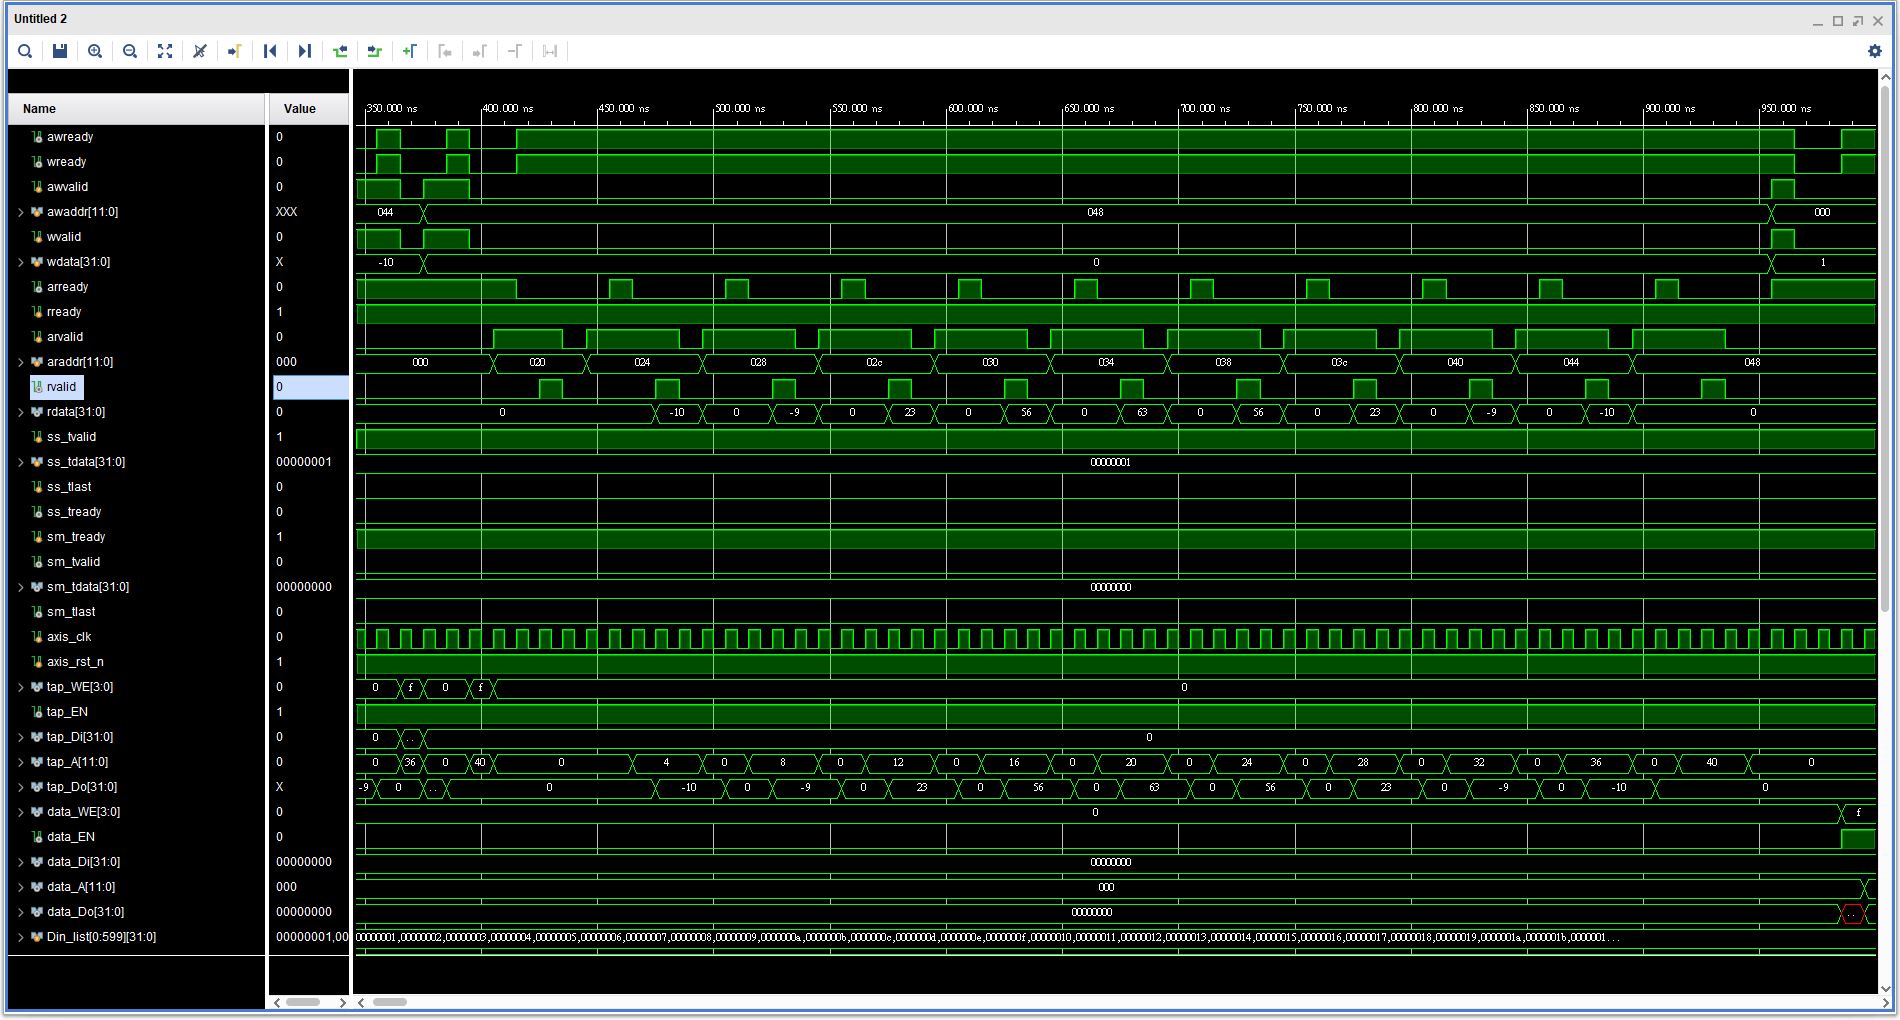 Untitled 2
Name Value
350.000 ns 400.000 ns 450.000 ns 500.000 ns 550.000 ns 600.000 ns 650.000 ns 700.000 ns 750.000 ns 800.000 ns 850.000 ns 900.000 ns 950.000 ns
awready 0
wready 0
awvalid 0
awaddr[11:0] XXX 044 048 000
wvalid 0
wdata[31:0] X -10 0 1
arready 0
rready 1
arvalid 0
araddr[11:0] 000 000 020 024 028 02c 030 034 038 03c 040 044 048
rvalid 0
rdata[31:0] 0 0 -10 0 -9 0 23 0 56 0 63 0 56 0 23 0 -9 0 -10 0
ss_tvalid 1
ss_tdata[31:0] 00000001 00000001
ss_tlast 0
ss_tready 0
sm_tready 1
sm_tvalid 0
sm_tdata[31:0] 00000000 00000000
sm_tlast 0
axis_clk 0
axis_rst_n 1
tap_WE[3:0] 0 0 f 0 f 0
tap_EN 1
tap_Di[31:0] 0 0 .. 0
tap_A[11:0] 0 0 36 0 40 0 4 0 8 0 12 0 16 0 20 0 24 0 28 0 32 0 36 0 40 0
tap_Do[31:0] X -9 0 .. 0 -10 0 -9 0 23 0 56 0 63 0 56 0 23 0 -9 0 -10 0
data_WE[3:0] 0 0 f
data_EN 0
data_Di[31:0] 00000000 00000000
data_A[11:0] 000 000
data_Do[31:0] 00000000 00000000 ..
Din_list[0:599][31:0] 00000001,00 00000001,00000002,00000003,00000004,00000005,00000006,00000007,00000008,00000009,0000000a,0000000b,0000000c,0000000d,0000000e,0000000f,00000010,00000011,00000012,00000013,00000014,00000015,00000016,00000017,00000018,00000019,0000001a,0000001b,0000001...